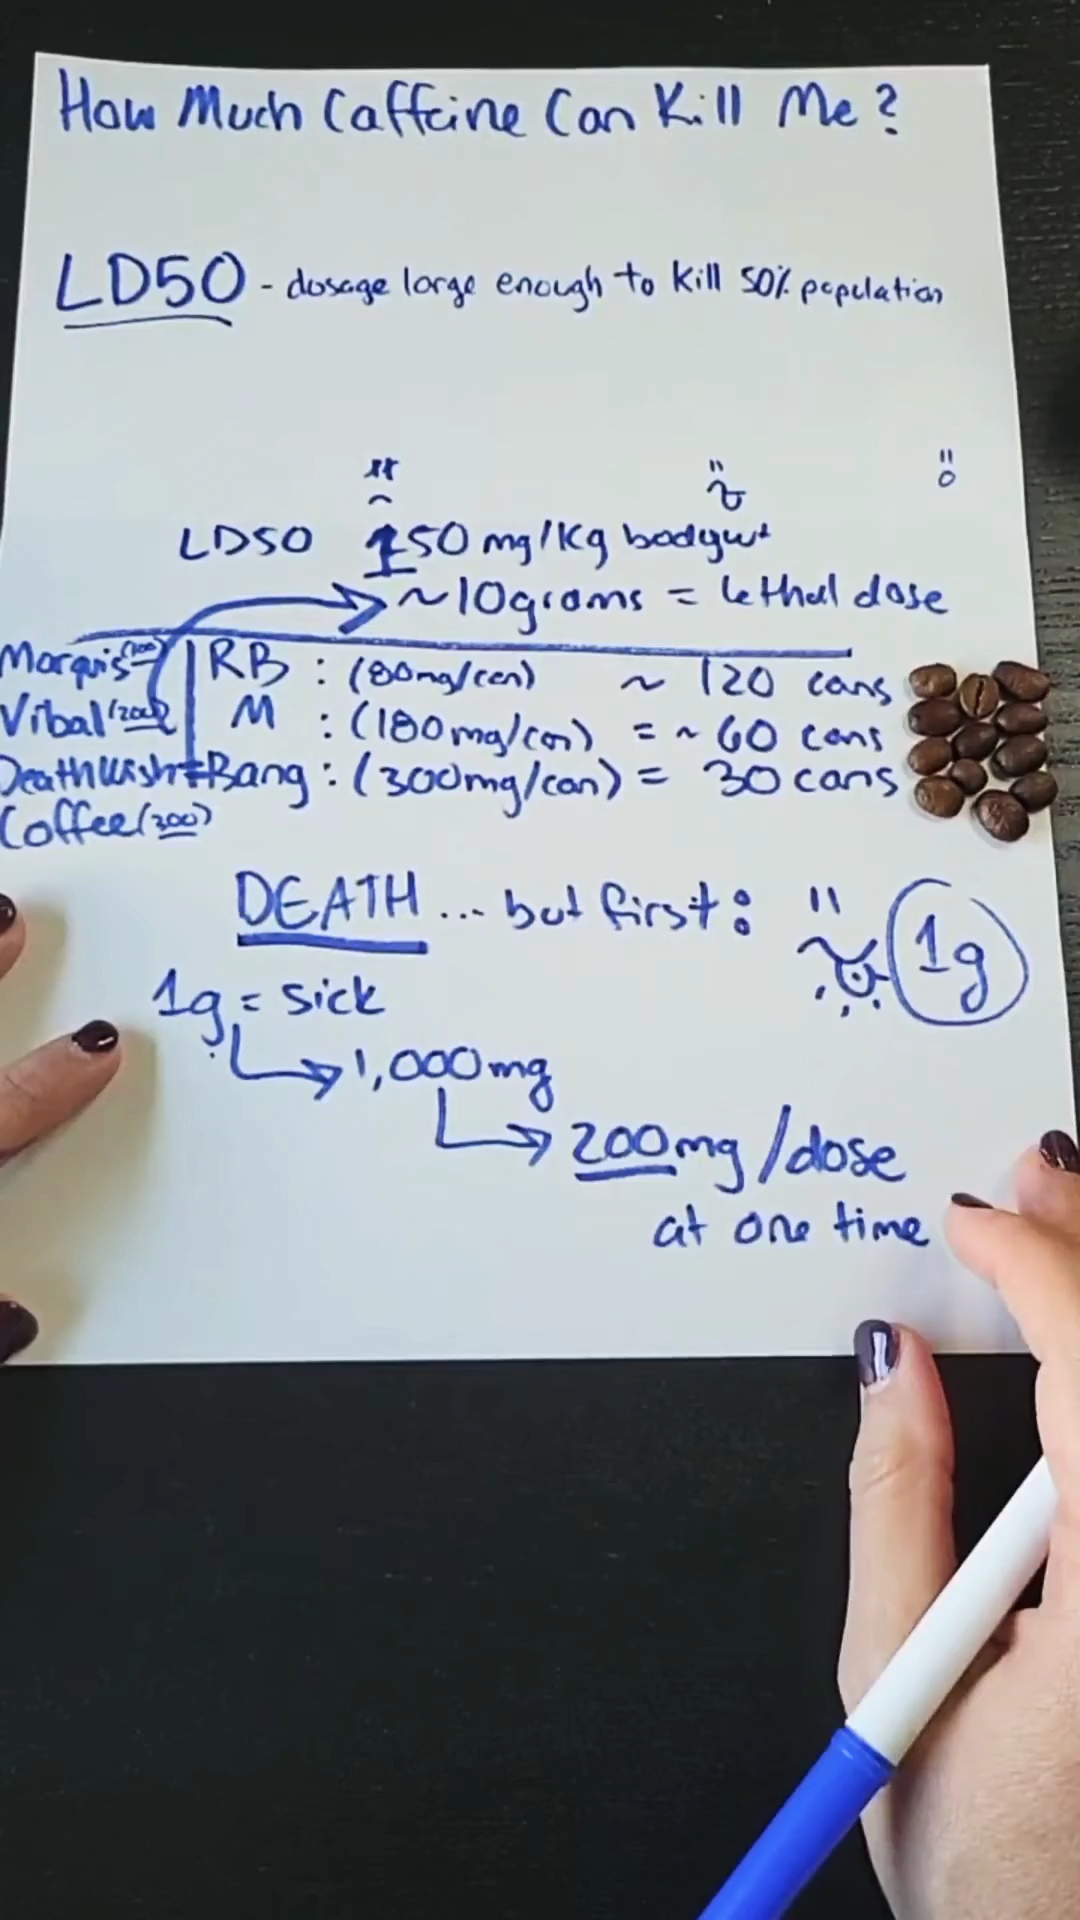 How Much Caffeine Can Kill Me?
LD50 - dosage large enough to kill 50% population
LD50 150 mg/kg bodywt
~10grams = Lethal dose
Marquis (100) RB : (80mg/can) ~ 120 cans
Vibal (200) M : (180mg/can) = ~ 60 cans
DeathWish Bang : (300mg/can) = 30 cans
Coffee (300)
DEATH ... but first: 1g
1g = sick
1,000mg
200mg/dose
at one time